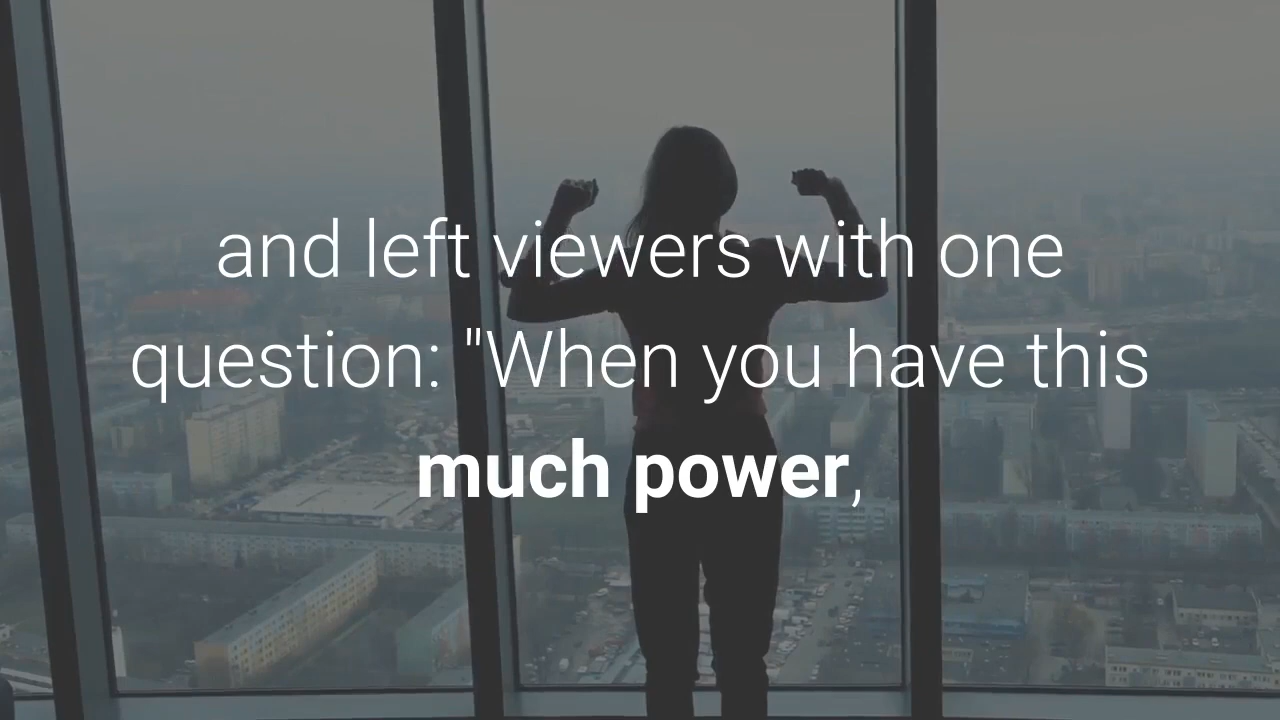 and left viewers with one
question: "When you have this
much power,